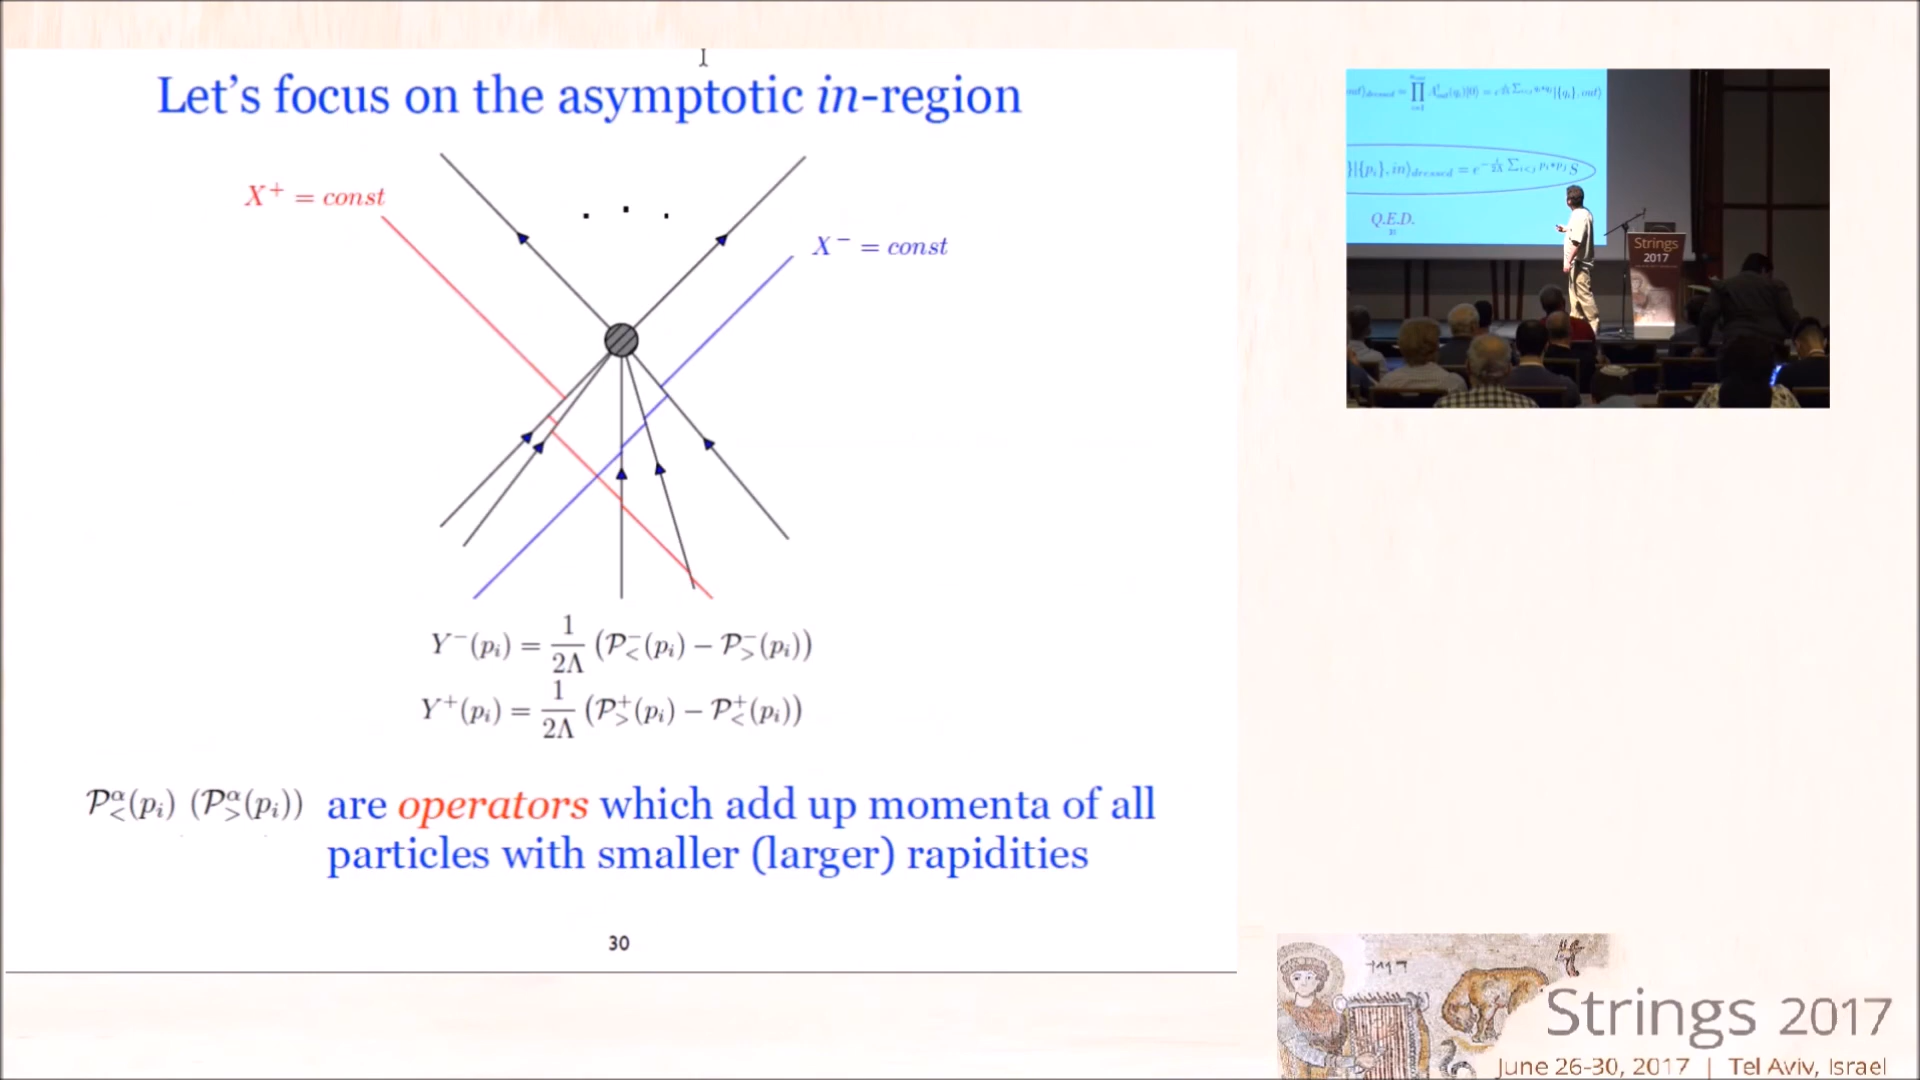 Let's focus on the asymptotic in-region
X⁺ = const
X⁻ = const
Y⁻(pᵢ) = 1/2Λ (𝒫⁻<(pᵢ) − 𝒫⁻>(pᵢ))
Y⁺(pᵢ) = 1/2Λ (𝒫⁺>(pᵢ) − 𝒫⁺<(pᵢ))
𝒫^α<(pᵢ) (𝒫^α>(pᵢ)) are operators which add up momenta of all
particles with smaller (larger) rapidities
30
Q.E.D.
Strings
2017
Strings 2017
June 26-30, 2017 | Tel Aviv, Israel